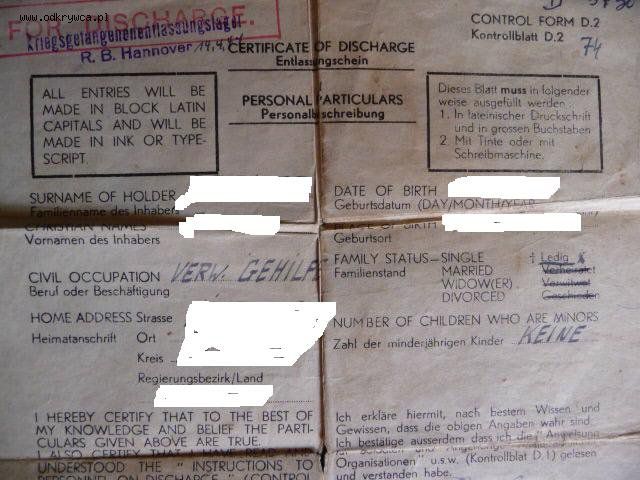 www.odkrywca.pl
FOR DISCHARGE.
Kriegsgefangenenentlassungslager
R. B. Hannover
CONTROL FORM D.2
Kontrollblatt D.2
74
CERTIFICATE OF DISCHARGE
Entlassungschein
ALL ENTRIES WILL BE
MADE IN BLOCK LATIN
CAPITALS AND WILL BE
MADE IN INK OR TYPE-
SCRIPT.
PERSONAL PARTICULARS
Personalbeschreibung
Dieses Blatt muss in folgender
weise ausgefüllt werden:
1. In lateinischer Druckschrift
und in grossen Buchstaben
2. Mit Tinte oder mit
Schreibmaschine.
SURNAME OF HOLDER
Familienname des Inhabers
CHRISTIAN NAMES
Vornamen des Inhabers
CIVIL OCCUPATION VERW. GEHILFE
Beruf oder Beschäftigung
HOME ADDRESS Strasse
Heimatanschrift Ort
Kreis
Regierungsbezirk/Land
DATE OF BIRTH
Geburtsdatum (DAY/MONTH/YEAR
PLACE OF BIRTH
Geburtsort
FAMILY STATUS—SINGLE † Ledig
Familienstand MARRIED Verheiratet
WIDOW(ER) Verwitwet
DIVORCED Geschieden
NUMBER OF CHILDREN WHO ARE MINORS
Zahl der minderjährigen Kinder KEINE
I HEREBY CERTIFY THAT TO THE BEST OF
MY KNOWLEDGE AND BELIEF THE PARTI-
CULARS GIVEN ABOVE ARE TRUE.
I ALSO CERTIFY THAT I HAVE READ AND
UNDERSTOOD THE " INSTRUCTIONS TO
PERSONNEL ON DISCHARGE " (CONTROL
Ich erkläre hiermit, nach bestem Wissen und
Gewissen, dass die obigen Angaben wahr sind.
Ich bestätige ausserdem dass ich die " Anweisung
Organisationen " u.s.w. (Kontrollblatt D.1) gelesen
und verstanden habe.